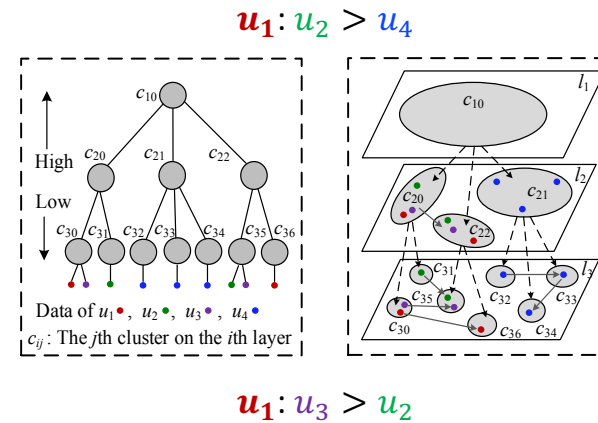 u₁: u₂ > u₄
c₁₀
High
c₂₀ c₂₁ c₂₂
Low
c₃₀ c₃₁ c₃₂ c₃₃ c₃₄ c₃₅ c₃₆
Data of u₁ , u₂ , u₃ , u₄
cᵢⱼ : The jth cluster on the ith layer
l₁
c₁₀
l₂
c₂₀ c₂₁
c₂₂
l₃
c₃₁
c₃₅ c₃₂ c₃₃
c₃₀ c₃₆ c₃₄
u₁: u₃ > u₂